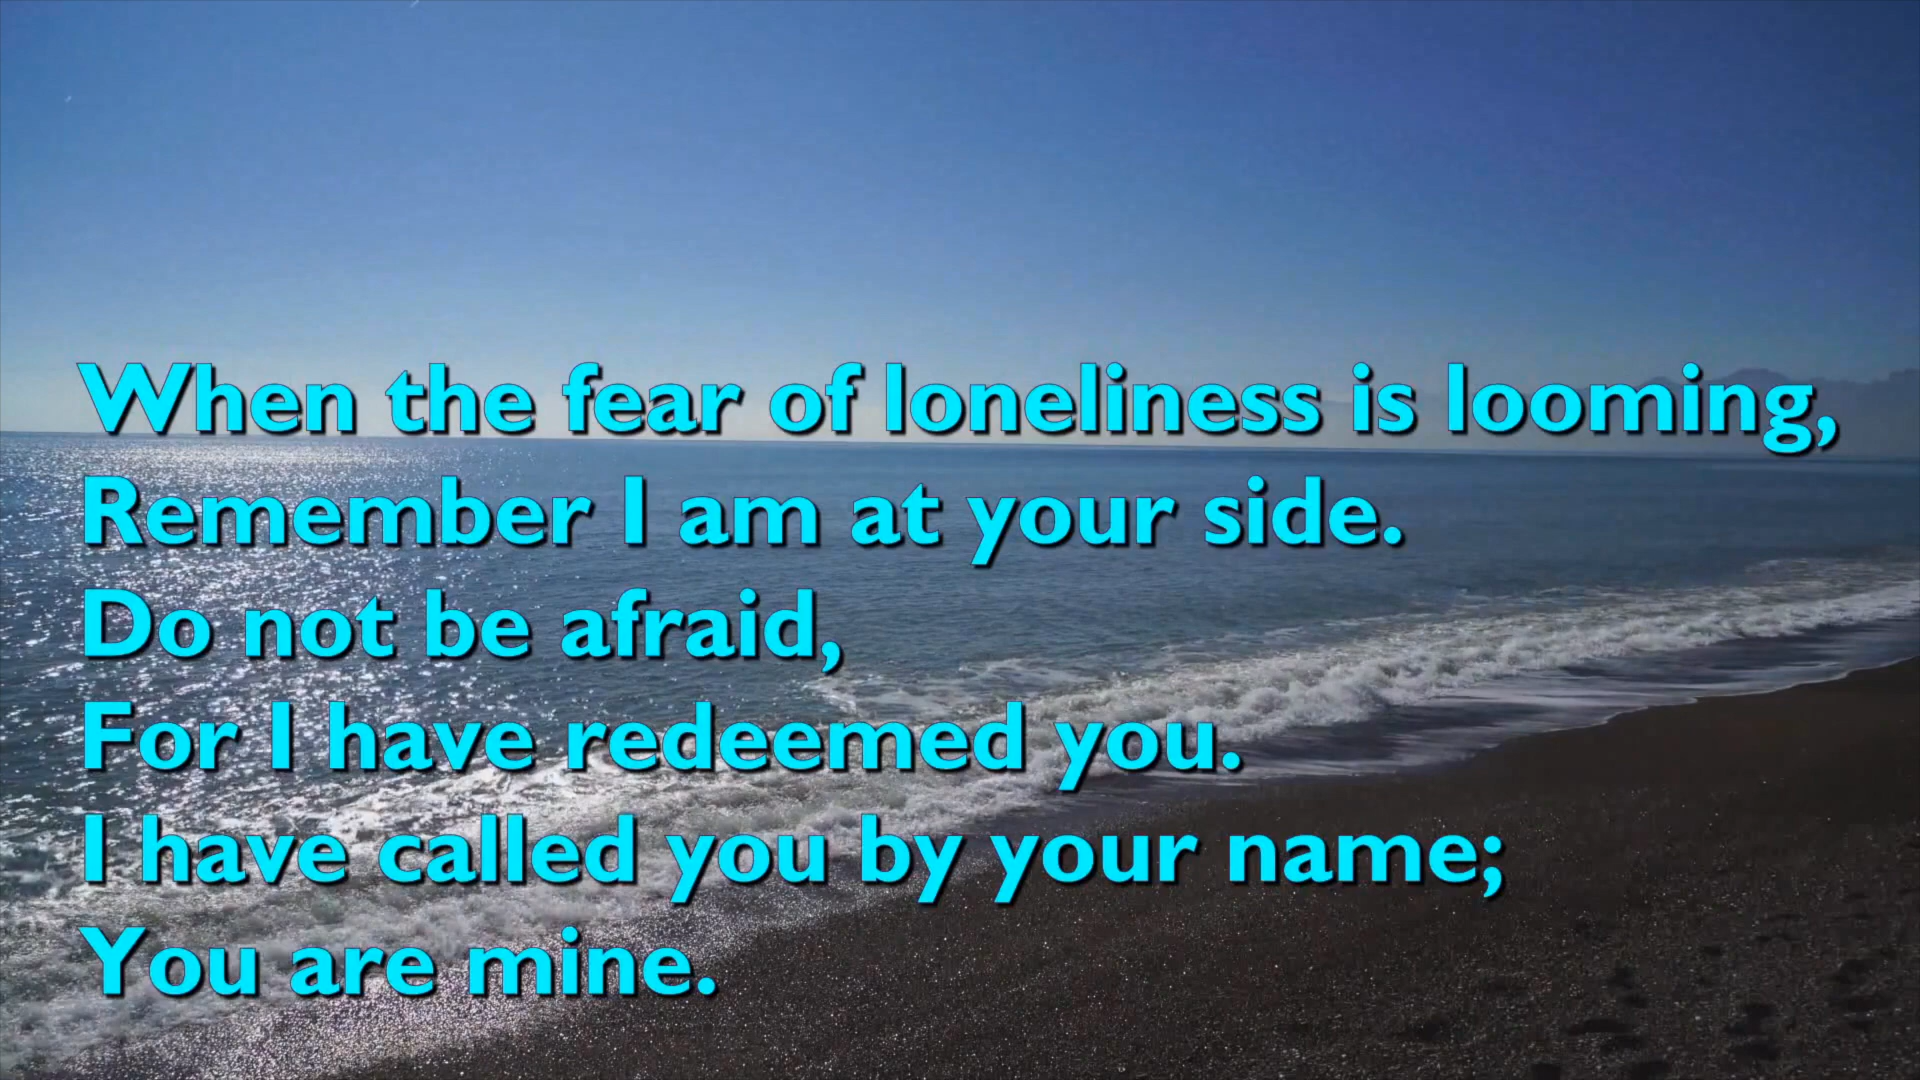 When the fear of loneliness is looming,
Remember I am at your side.
Do not be afraid,
For I have redeemed you.
I have called you by your name;
You are mine.